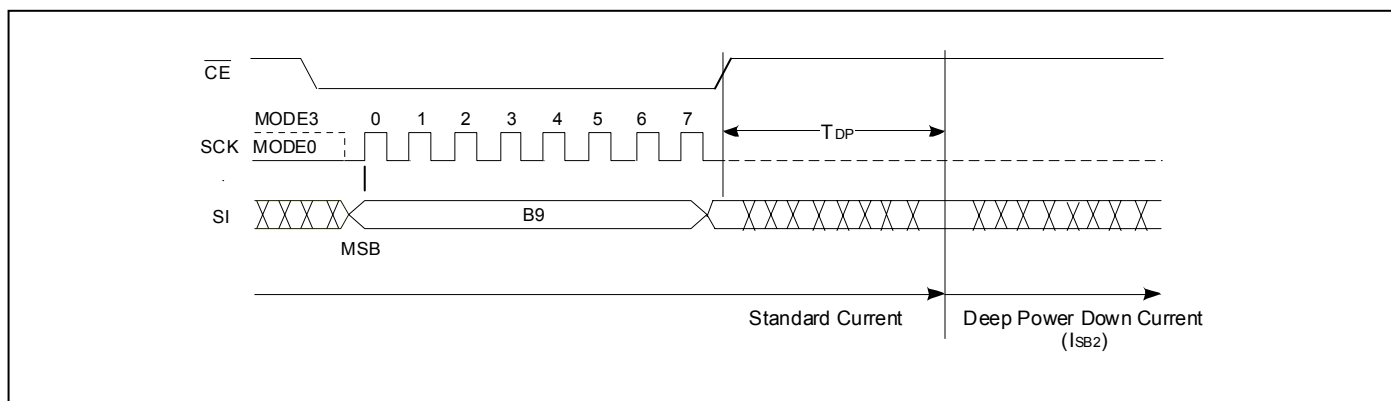 CE
MODE3
0 1 2 3 4 5 6 7
SCK
MODE0
TDP
SI
B9
MSB
Standard Current
Deep Power Down Current
(ISB2)